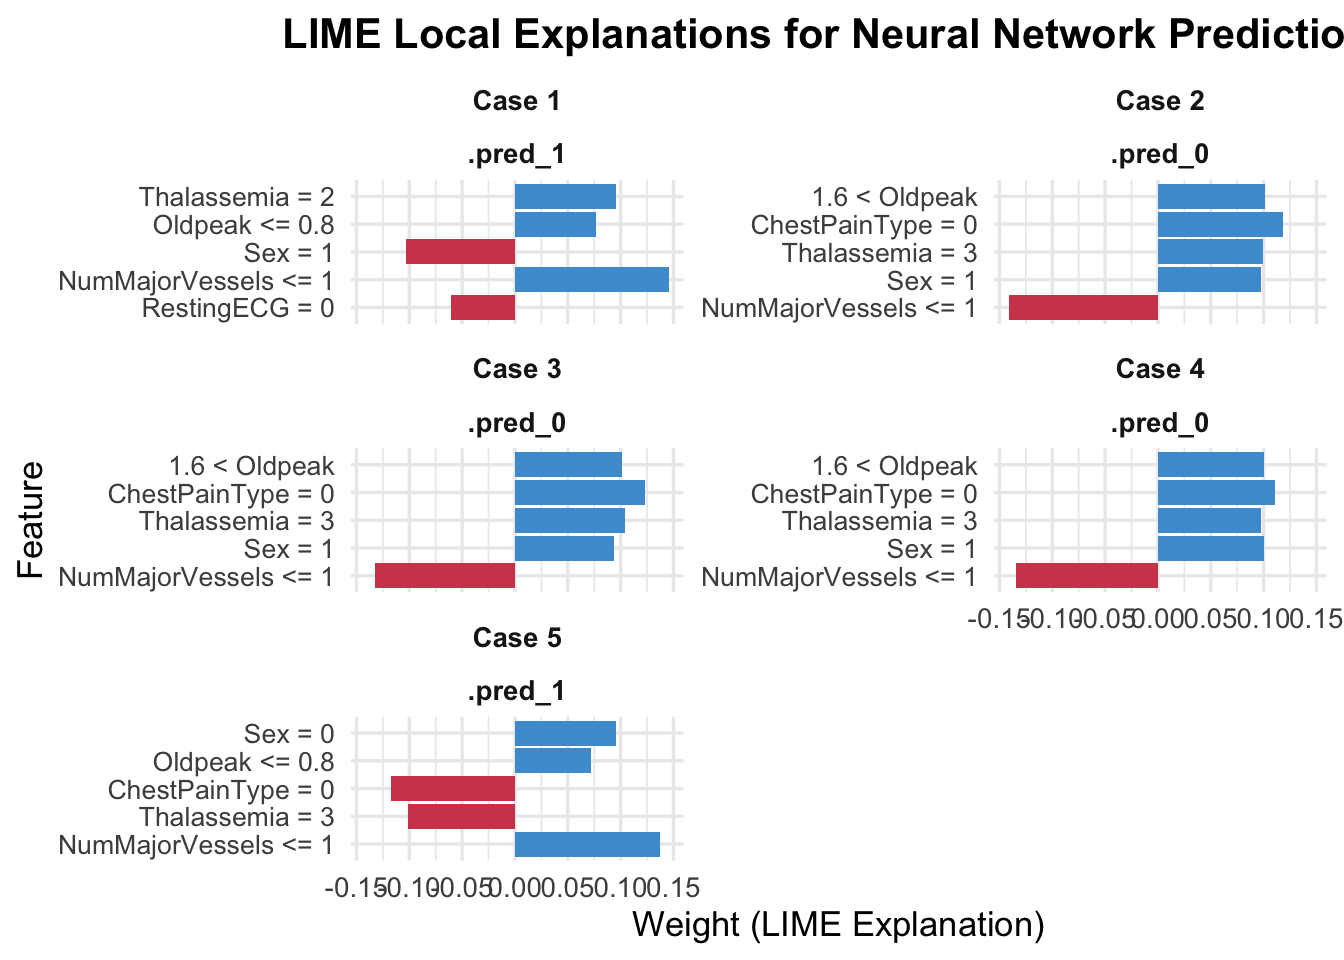 LIME Local Explanations for Neural Network Predictio
Case 1
.pred_1
Thalassemia = 2
Oldpeak <= 0.8
Sex = 1
NumMajorVessels <= 1
RestingECG = 0
Case 2
.pred_0
1.6 < Oldpeak
ChestPainType = 0
Thalassemia = 3
Sex = 1
NumMajorVessels <= 1
Case 3
.pred_0
1.6 < Oldpeak
ChestPainType = 0
Thalassemia = 3
Sex = 1
NumMajorVessels <= 1
Case 4
.pred_0
1.6 < Oldpeak
ChestPainType = 0
Thalassemia = 3
Sex = 1
NumMajorVessels <= 1
-0.15 -0.10 -0.05 0.00 0.05 0.10 0.15
Case 5
.pred_1
Sex = 0
Oldpeak <= 0.8
ChestPainType = 0
Thalassemia = 3
NumMajorVessels <= 1
-0.15 -0.10 -0.05 0.00 0.05 0.10 0.15
Feature
Weight (LIME Explanation)